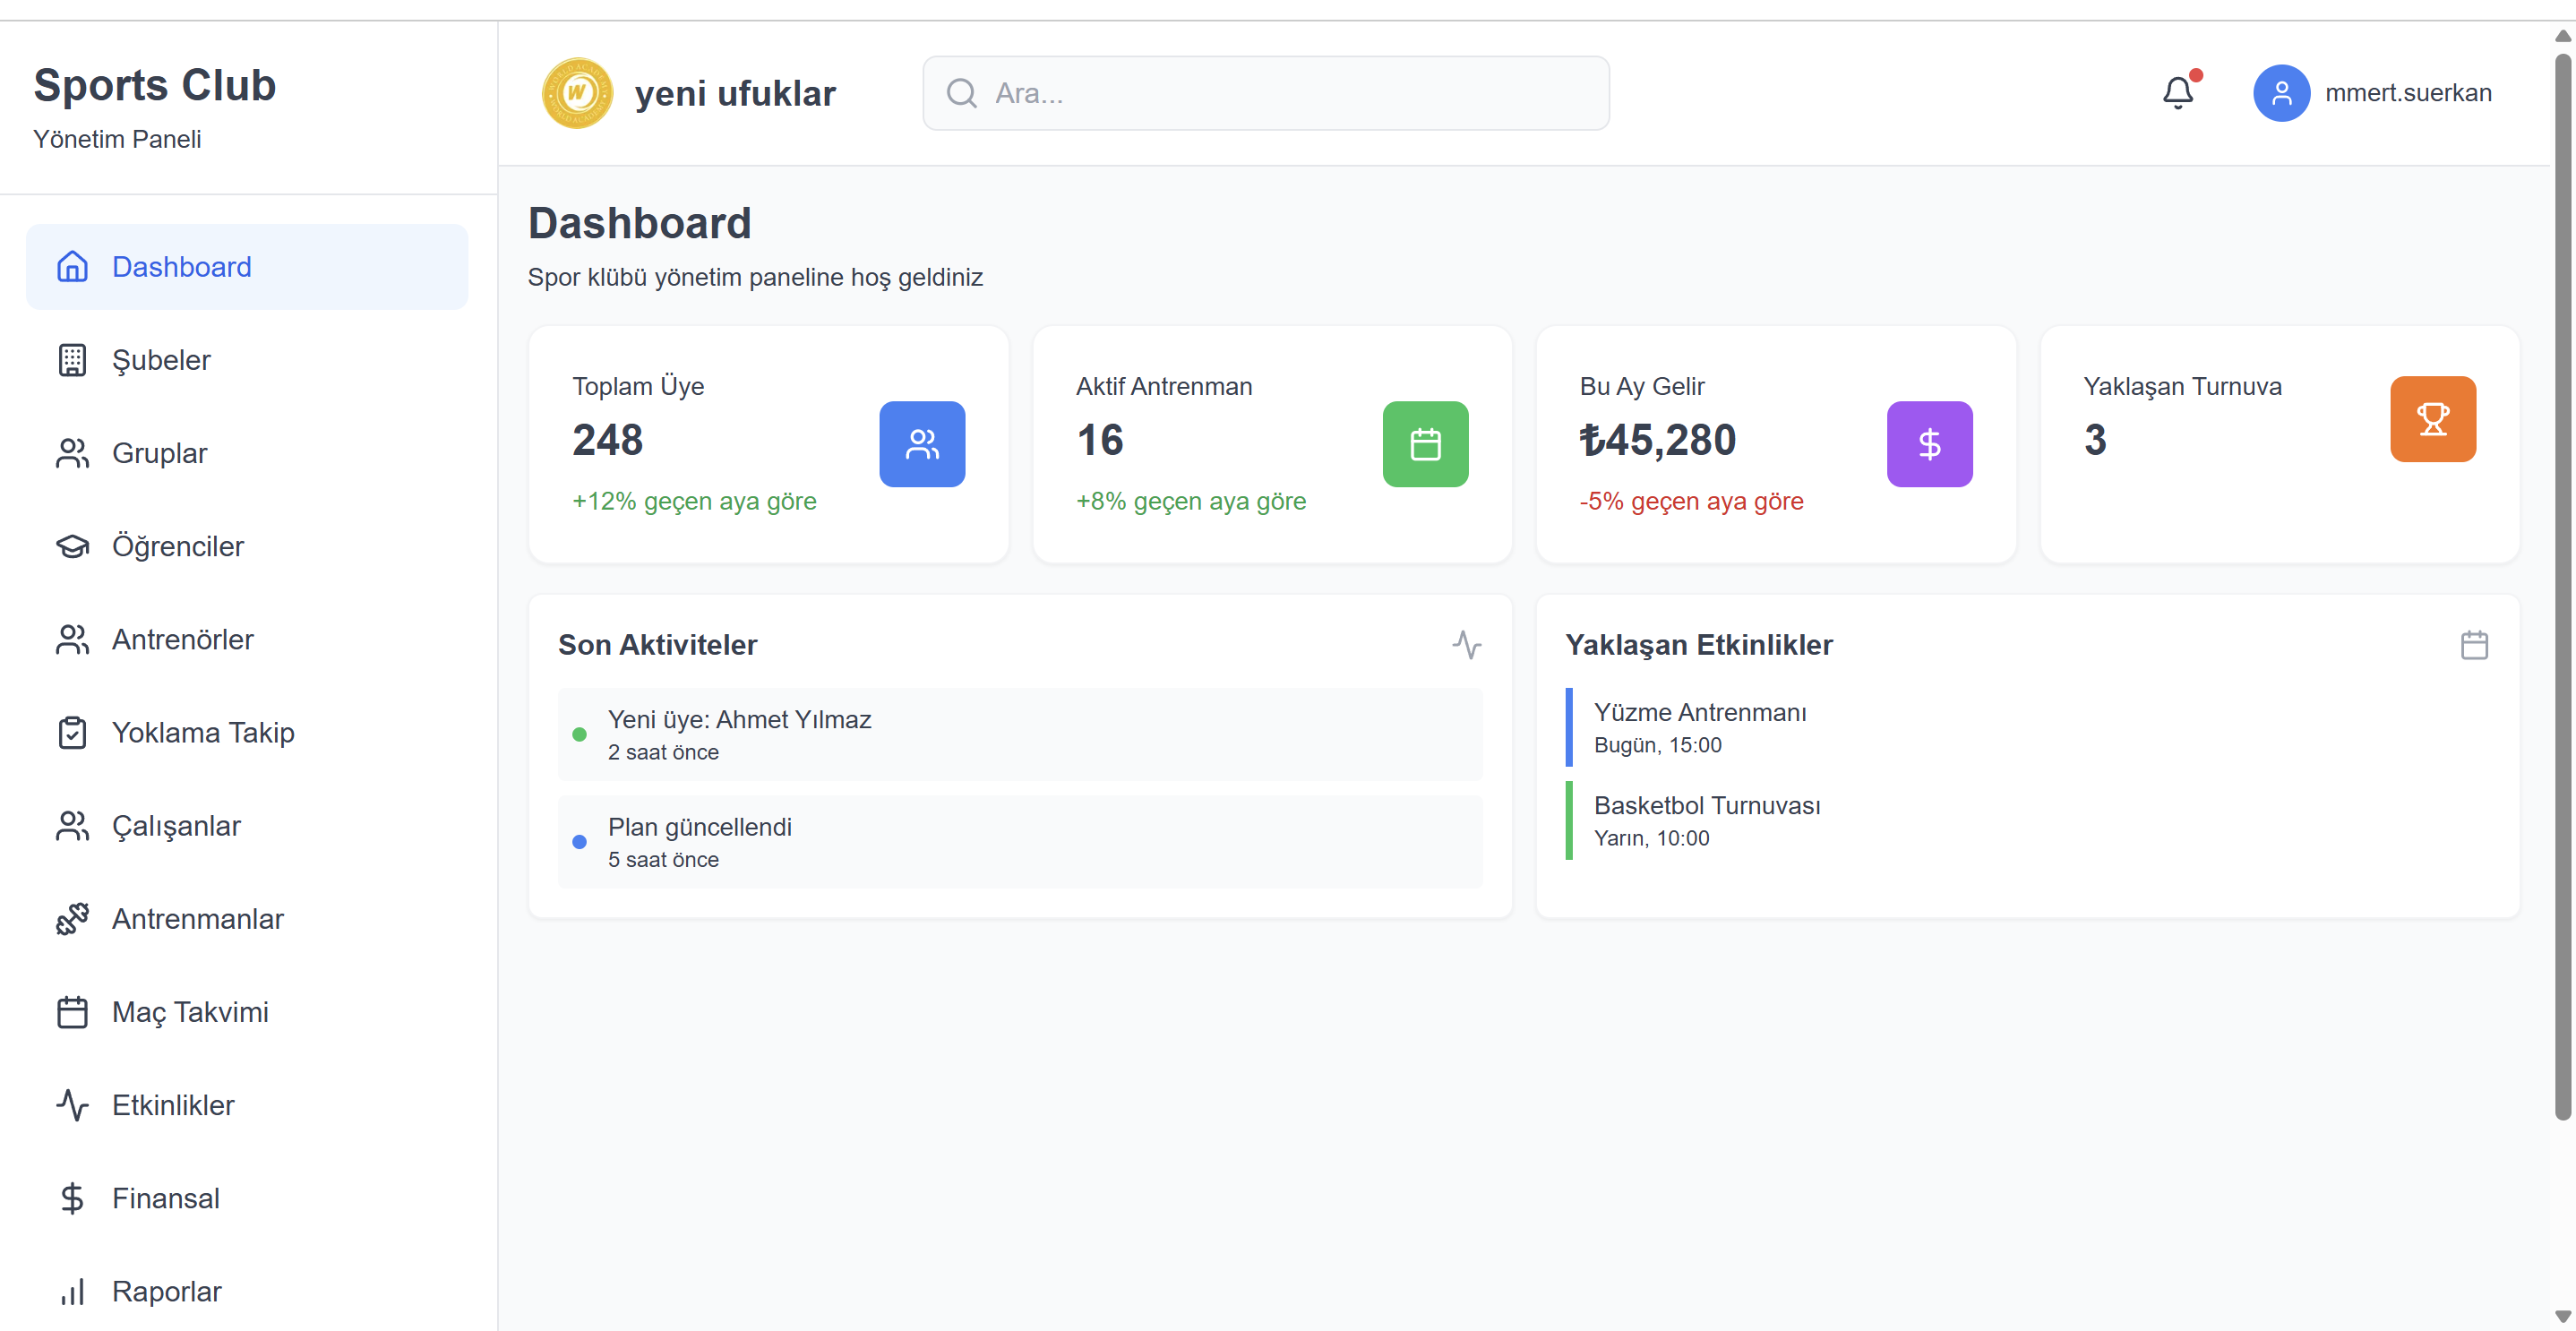 Sports Club
Yönetim Paneli
Dashboard
Şubeler
Gruplar
Öğrenciler
Antrenörler
Yoklama Takip
Çalışanlar
Antrenmanlar
Maç Takvimi
Etkinlikler
Finansal
Raporlar
yeni ufuklar
Ara...
mmert.suerkan
Dashboard
Spor klübü yönetim paneline hoş geldiniz
Toplam Üye
248
+12% geçen aya göre
Aktif Antrenman
16
+8% geçen aya göre
Bu Ay Gelir
₺45,280
-5% geçen aya göre
Yaklaşan Turnuva
3
Son Aktiviteler
Yeni üye: Ahmet Yılmaz
2 saat önce
Plan güncellendi
5 saat önce
Yaklaşan Etkinlikler
Yüzme Antrenmanı
Bugün, 15:00
Basketbol Turnuvası
Yarın, 10:00